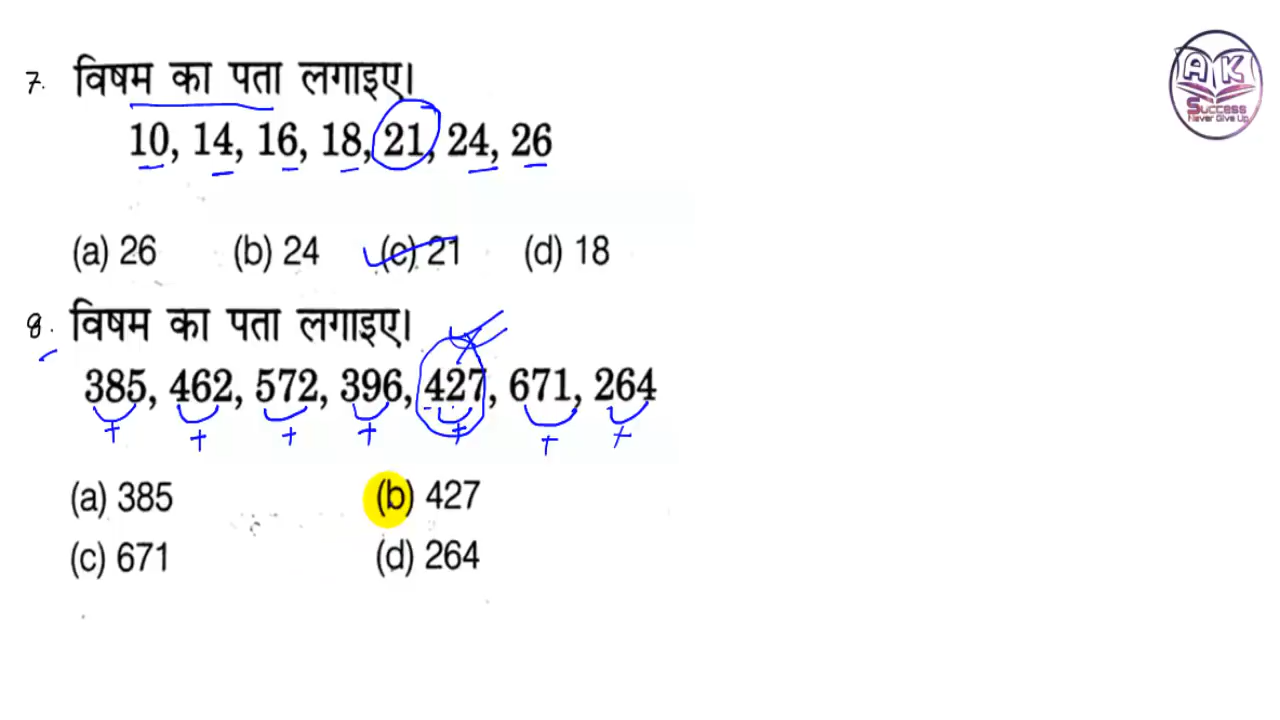 7. विषम का पता लगाइए।
10, 14, 16, 18, 21, 24, 26
(a) 26 (b) 24 (c) 21 (d) 18
8. विषम का पता लगाइए।
385, 462, 572, 396, 427, 671, 264
+ + + + + + +
(a) 385 (b) 427
(c) 671 (d) 264
AK
Success
Never Give Up